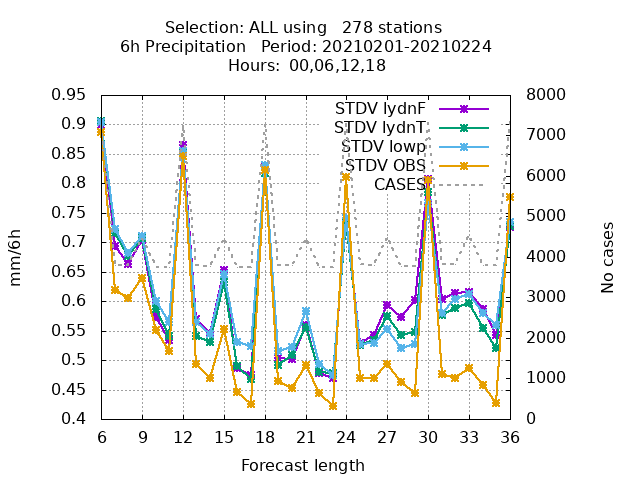 Selection: ALL using   278 stations
6h Precipitation   Period: 20210201-20210224
Hours:  00,06,12,18
mm/6h
0.95
0.9
0.85
0.8
0.75
0.7
0.65
0.6
0.55
0.5
0.45
0.4
STDV lydnF
STDV lydnT
STDV lowp
STDV OBS
CASES
8000
7000
6000
5000
4000
3000
2000
1000
0
No cases
6 9 12 15 18 21 24 27 30 33 36
Forecast length